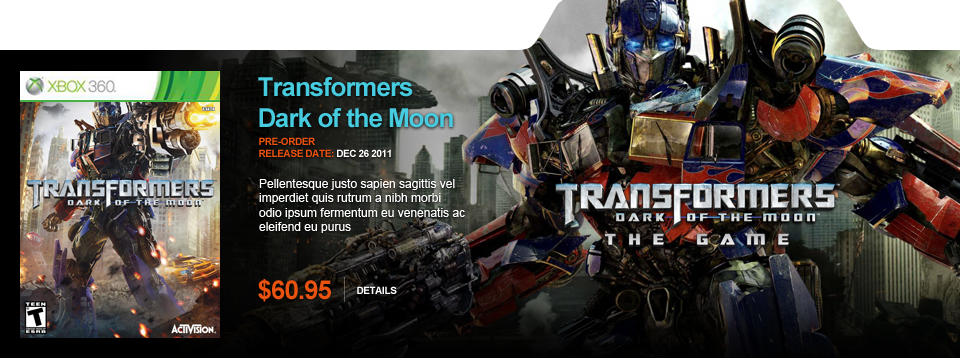 XBOX 360.
TRANSFORMERS
DARK OF THE MOON
TEEN
T
ESRB
ACTIVISION.
Transformers
Dark of the Moon
PRE-ORDER
RELEASE DATE: DEC 26 2011
Pellentesque justo sapien sagittis vel
imperdiet quis rutrum a nibh morbi
odio ipsum fermentum eu venenatis ac
eleifend eu purus
$60.95 DETAILS
TRANSFORMERS
DARK OF THE MOON
THE GAME